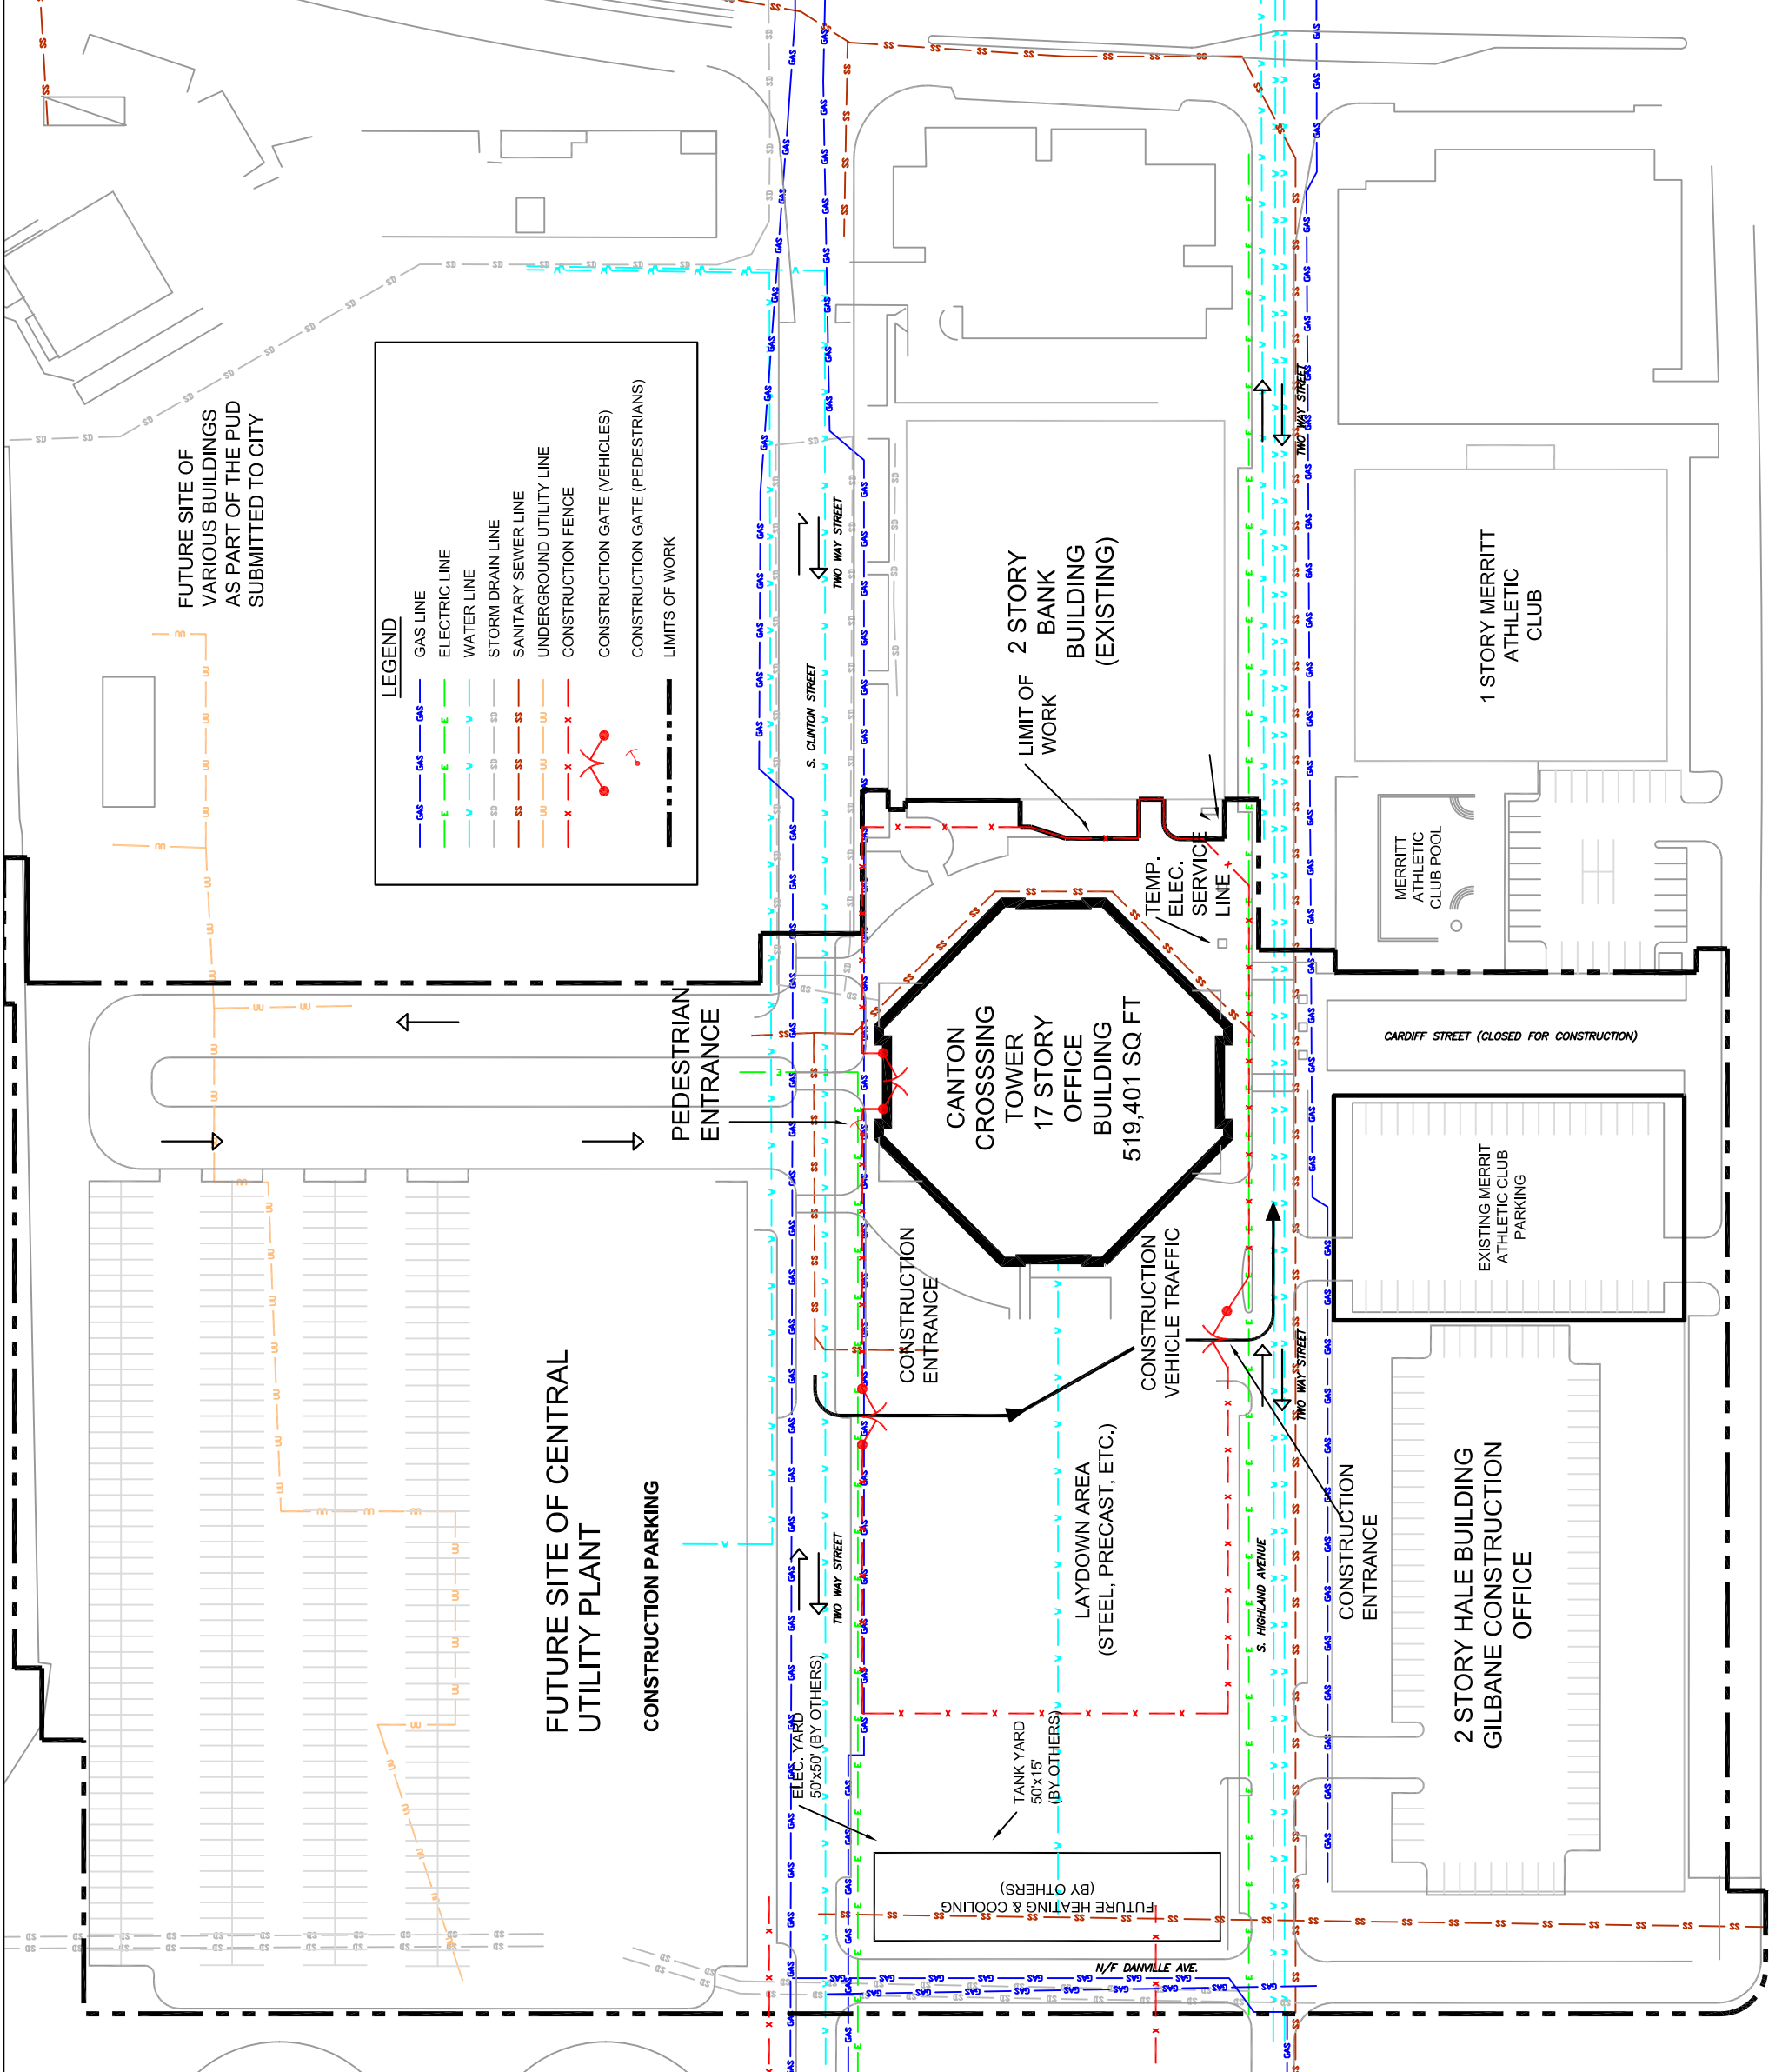 FUTURE SITE OF
VARIOUS BUILDINGS
AS PART OF THE PUD
SUBMITTED TO CITY
LEGEND
GAS LINE
ELECTRIC LINE
WATER LINE
STORM DRAIN LINE
SANITARY SEWER LINE
UNDERGROUND UTILITY LINE
CONSTRUCTION FENCE
CONSTRUCTION GATE (VEHICLES)
CONSTRUCTION GATE (PEDESTRIANS)
LIMITS OF WORK
S. CLINTON STREET
TWO WAY STREET
2 STORY
BANK
BUILDING
(EXISTING)
LIMIT OF
WORK
TWO WAY STREET
1 STORY MERRITT
ATHLETIC
CLUB
MERRITT
ATHLETIC
CLUB POOL
TEMP.
ELEC.
SERVICE
LINE
PEDESTRIAN
ENTRANCE
CANTON
CROSSSING
TOWER
17 STORY
OFFICE
BUILDING
519,401 SQ FT
CARDIFF STREET (CLOSED FOR CONSTRUCTION)
EXISTING MERRIT
ATHLETIC CLUB
PARKING
CONSTRUCTION
ENTRANCE
CONSTRUCTION
VEHICLE TRAFFIC
TWO WAY STREET
FUTURE SITE OF CENTRAL
UTILITY PLANT
CONSTRUCTION PARKING
TWO WAY STREET
LAYDOWN AREA
(STEEL, PRECAST, ETC.)
S. HIGHLAND AVENUE
CONSTRUCTION
ENTRANCE
2 STORY HALE BUILDING
GILBANE CONSTRUCTION
OFFICE
ELEC. YARD
50'x50' (BY OTHERS)
TANK YARD
50'x15'
(BY OTHERS)
FUTURE HEATING & COOLING
(BY OTHERS)
N/F DANVILLE AVE.